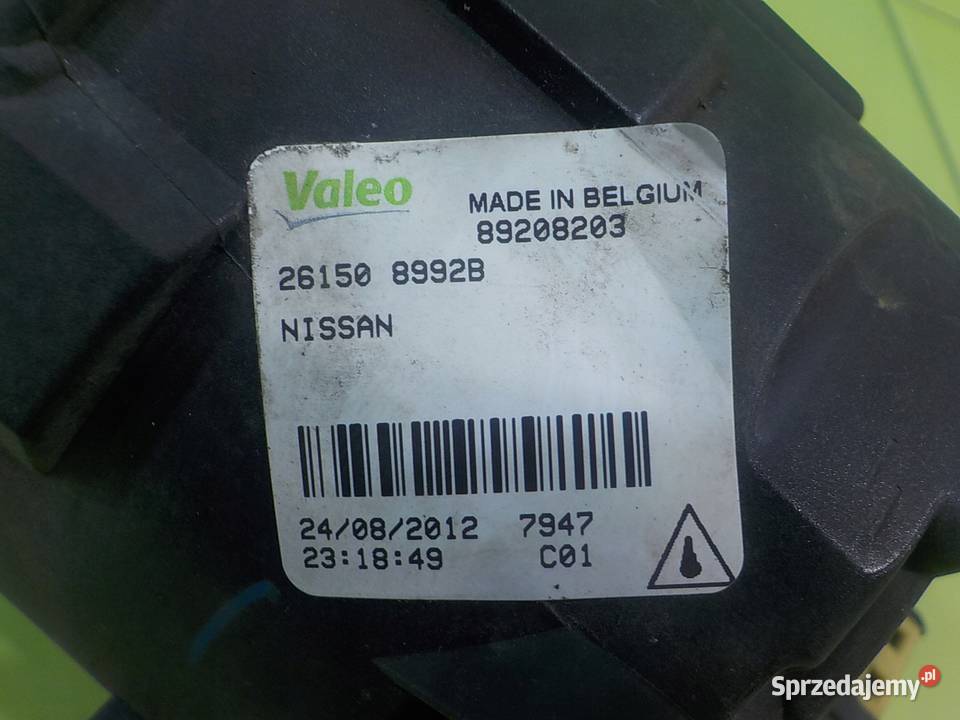 Valeo
MADE IN BELGIUM
89208203
26150 8992B
NISSAN
24/08/2012 7947
23:18:49 C01
Sprzedajemy.pl